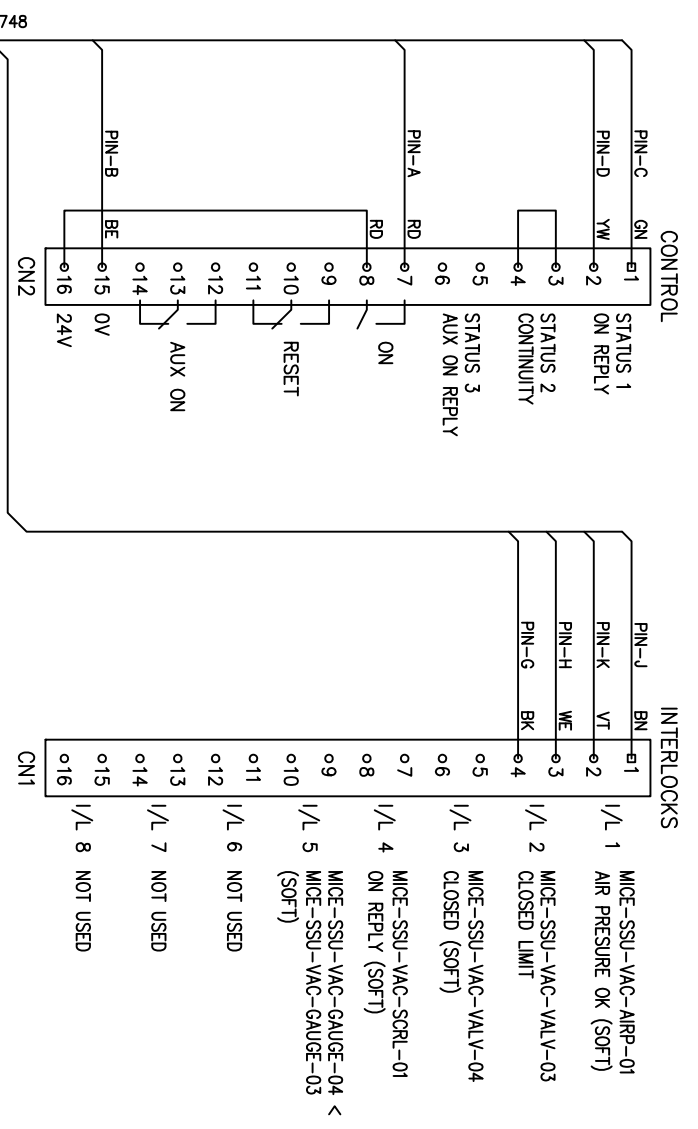 748
CONTROL
PIN-C GN 1
PIN-D YW 2
STATUS 1
ON REPLY
3
4
STATUS 2
CONTINUITY
5
6
STATUS 3
AUX ON REPLY
PIN-A RD 7
RD 8
ON
9
10
11
RESET
12
13
14
AUX ON
PIN-B BE 15 0V
16 24V
CN2
INTERLOCKS
PIN-J BN 1
PIN-K VT 2
I/L 1 MICE-SSU-VAC-AIRP-01
AIR PRESURE OK (SOFT)
PIN-H WE 3
PIN-G BK 4
I/L 2 MICE-SSU-VAC-VALV-03
CLOSED LIMIT
5
6
I/L 3 MICE-SSU-VAC-VALV-04
CLOSED (SOFT)
7
8
I/L 4 MICE-SSU-VAC-SCRL-01
ON REPLY (SOFT)
9
10
I/L 5 MICE-SSU-VAC-GAUGE-04 <
MICE-SSU-VAC-GAUGE-03
(SOFT)
11
12
I/L 6 NOT USED
13
14
I/L 7 NOT USED
15
16
I/L 8 NOT USED
CN1